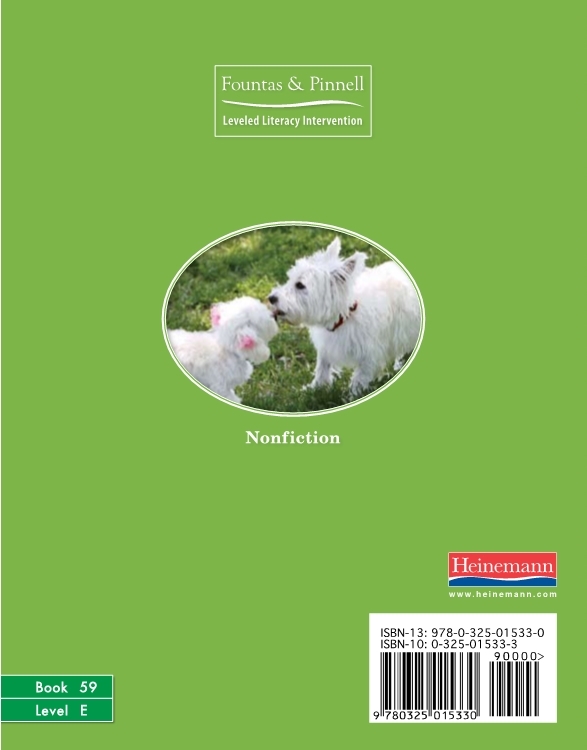 Fountas & Pinnell
Leveled Literacy Intervention
Nonfiction
Heinemann
www.heinemann.com
ISBN-13: 978-0-325-01533-0
ISBN-10: 0-325-01533-3
90000>
9 780325 015330
Book 59
Level E